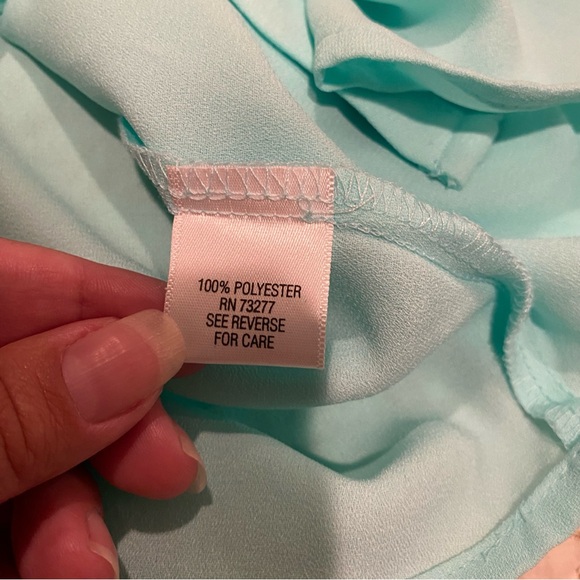 100% POLYESTER
RN 73277
SEE REVERSE
FOR CARE